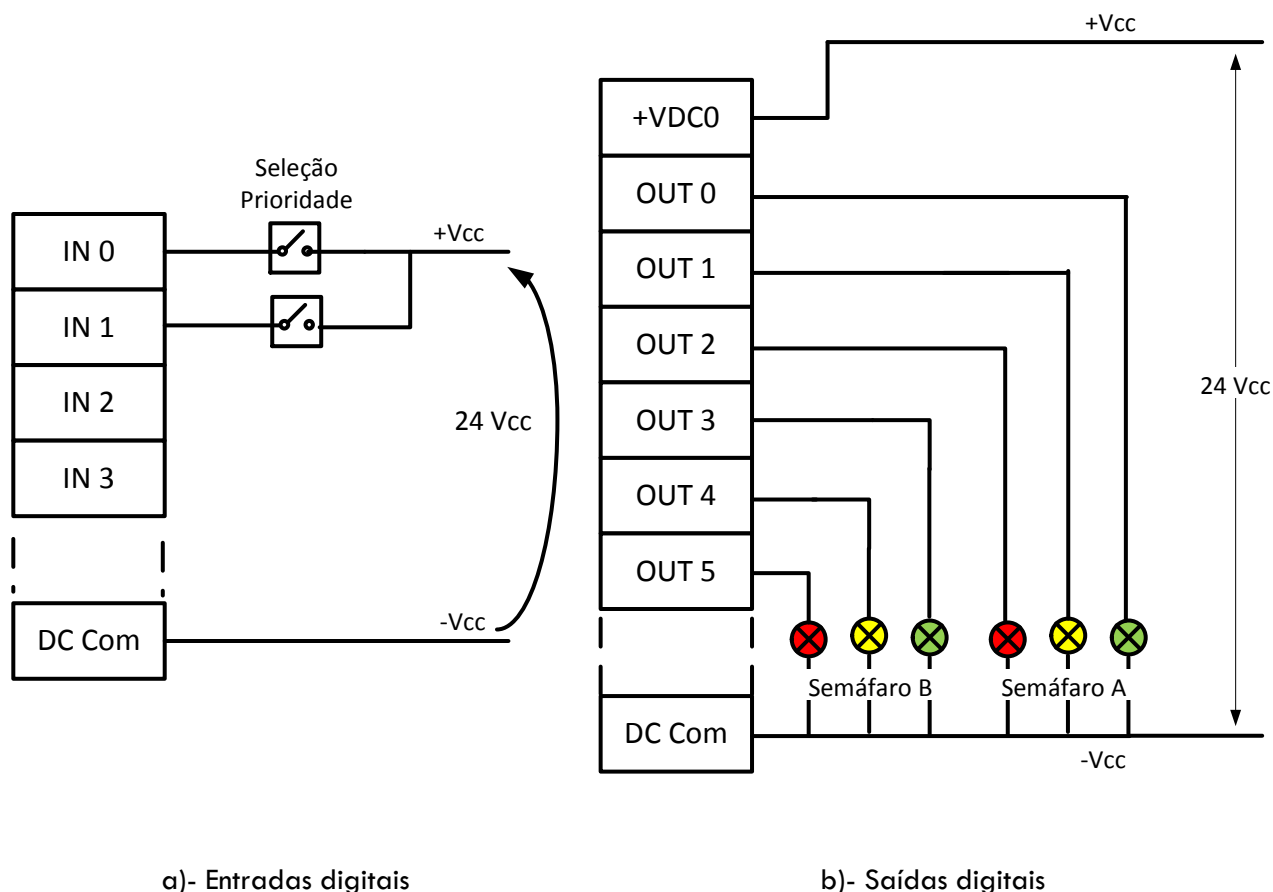 Seleção
Prioridade
IN 0
IN 1
IN 2
IN 3
DC Com
+Vcc
24 Vcc
-Vcc
a)- Entradas digitais
+VDC0
OUT 0
OUT 1
OUT 2
OUT 3
OUT 4
OUT 5
DC Com
+Vcc
24 Vcc
Semáfaro B
Semáfaro A
-Vcc
b)- Saídas digitais